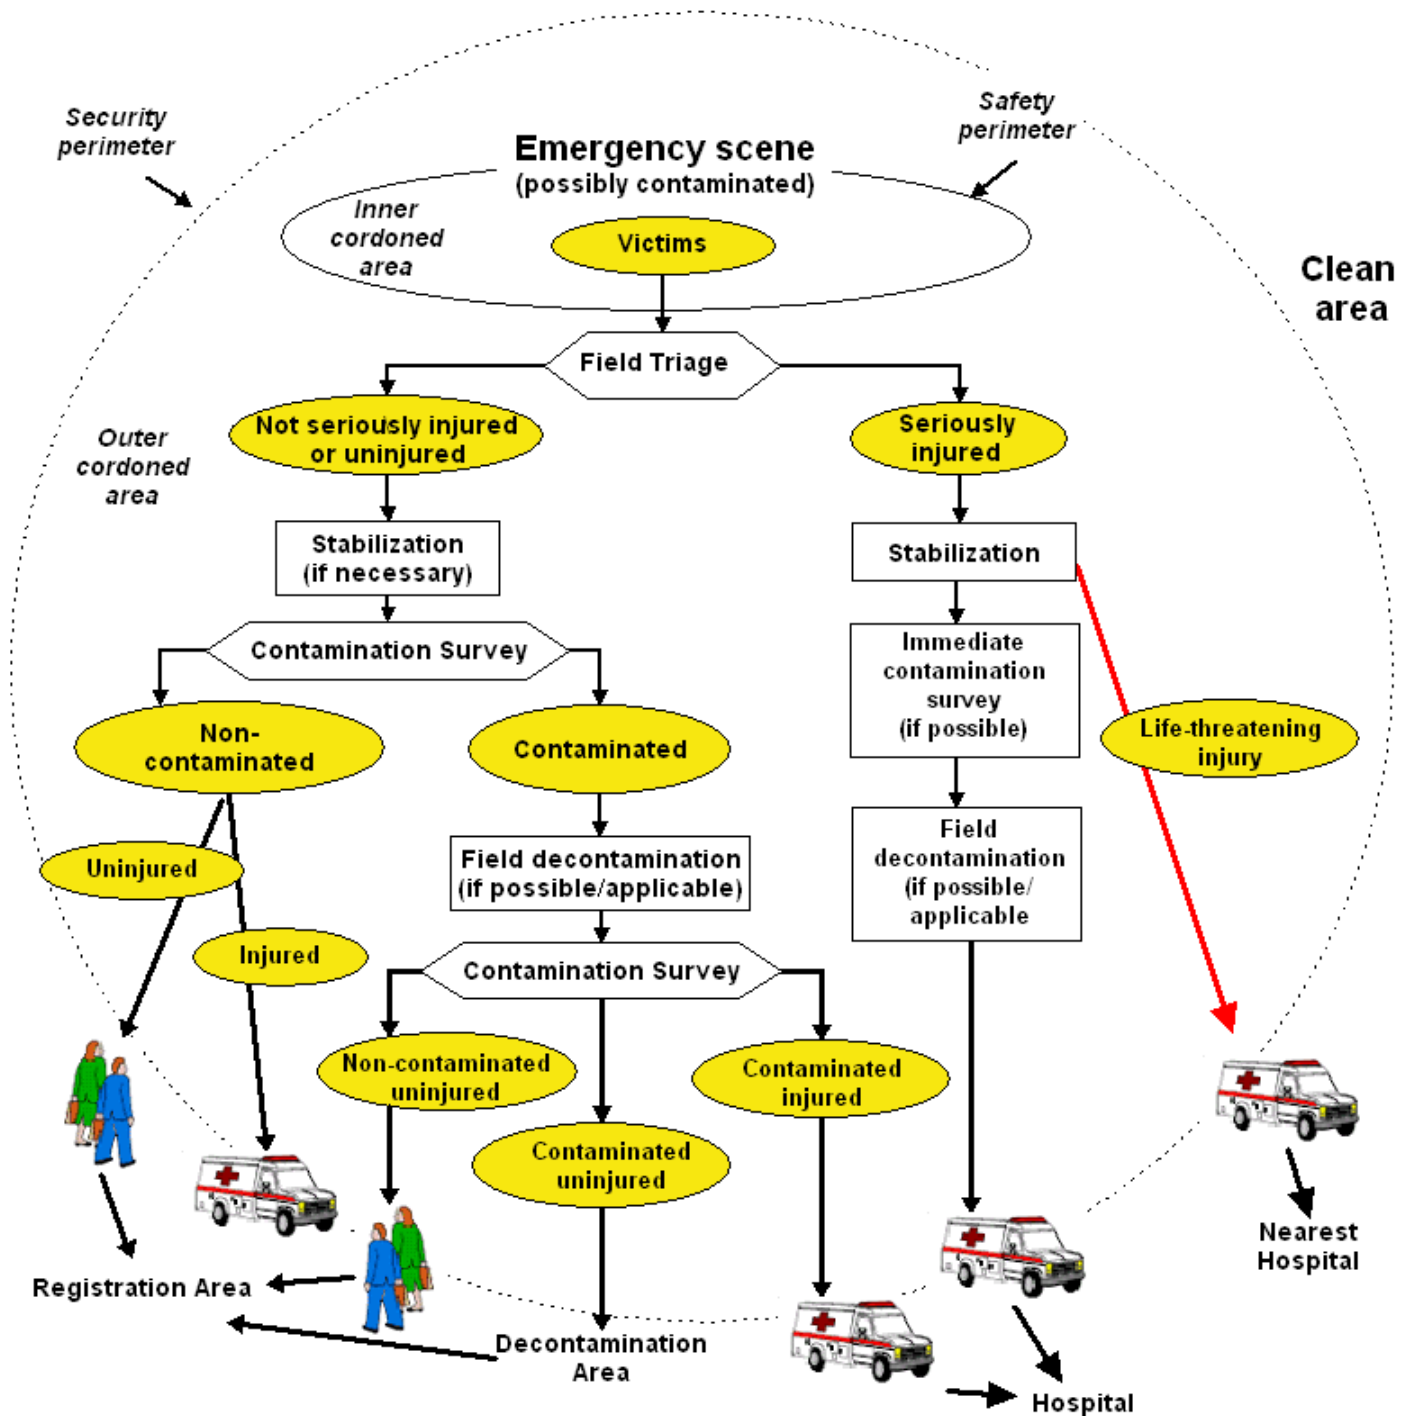 Security
perimeter
Safety
perimeter
Emergency scene
(possibly contaminated)
Inner
cordoned
area
Victims
Clean
area
Field Triage
Outer
cordoned
area
Not seriously injured
or uninjured
Seriously
injured
Stabilization
(if necessary)
Stabilization
Contamination Survey
Immediate
contamination
survey
(if possible)
Non-
contaminated
Contaminated
Life-threatening
injury
Uninjured
Injured
Field decontamination
(if possible/applicable)
Field
decontamination
(if possible/
applicable
Contamination Survey
Non-contaminated
uninjured
Contaminated
injured
Contaminated
uninjured
Nearest
Hospital
Registration Area
Decontamination
Area
Hospital